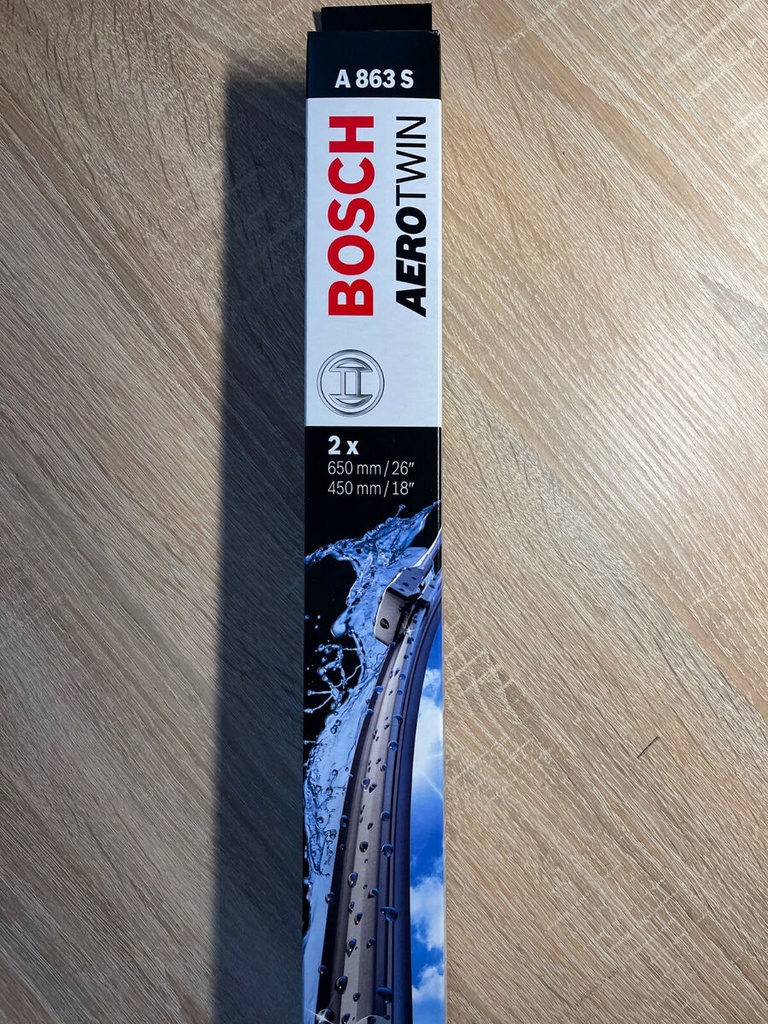 A 863 S
BOSCH
AEROTWIN
2 x
650 mm / 26″
450 mm / 18″